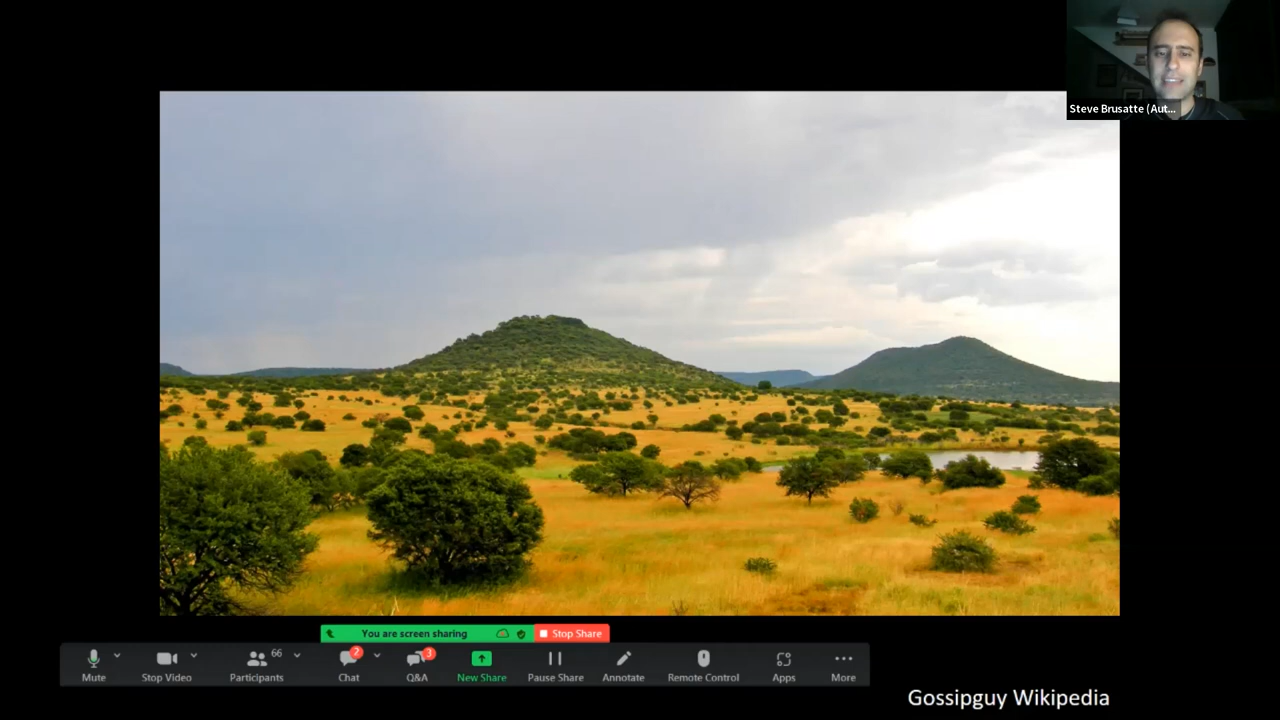 Steve Brusatte (Aut...
You are screen sharing
Stop Share
66
2
3
Mute
Stop Video
Participants
Chat
Q&A
New Share
Pause Share
Annotate
Remote Control
Apps
More
Gossipguy Wikipedia